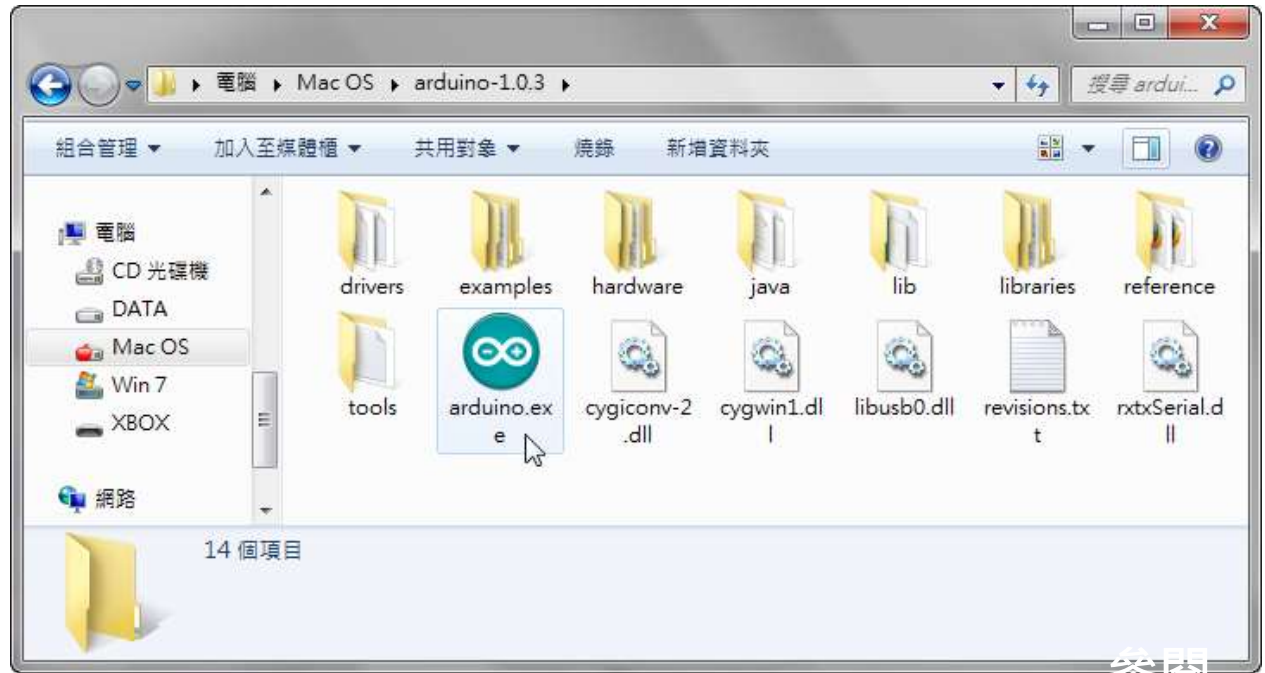 電腦 Mac OS arduino-1.0.3
搜尋 ardui...
組合管理 加入至媒體櫃 共用對象 燒錄 新增資料夾
電腦
CD 光碟機
DATA
Mac OS
Win 7
XBOX
網路
drivers examples hardware java lib libraries reference
tools arduino.ex cygiconv-2 cygwin1.dl libusb0.dll revisions.tx rxtxSerial.d
e .dll l t ll
14 個項目